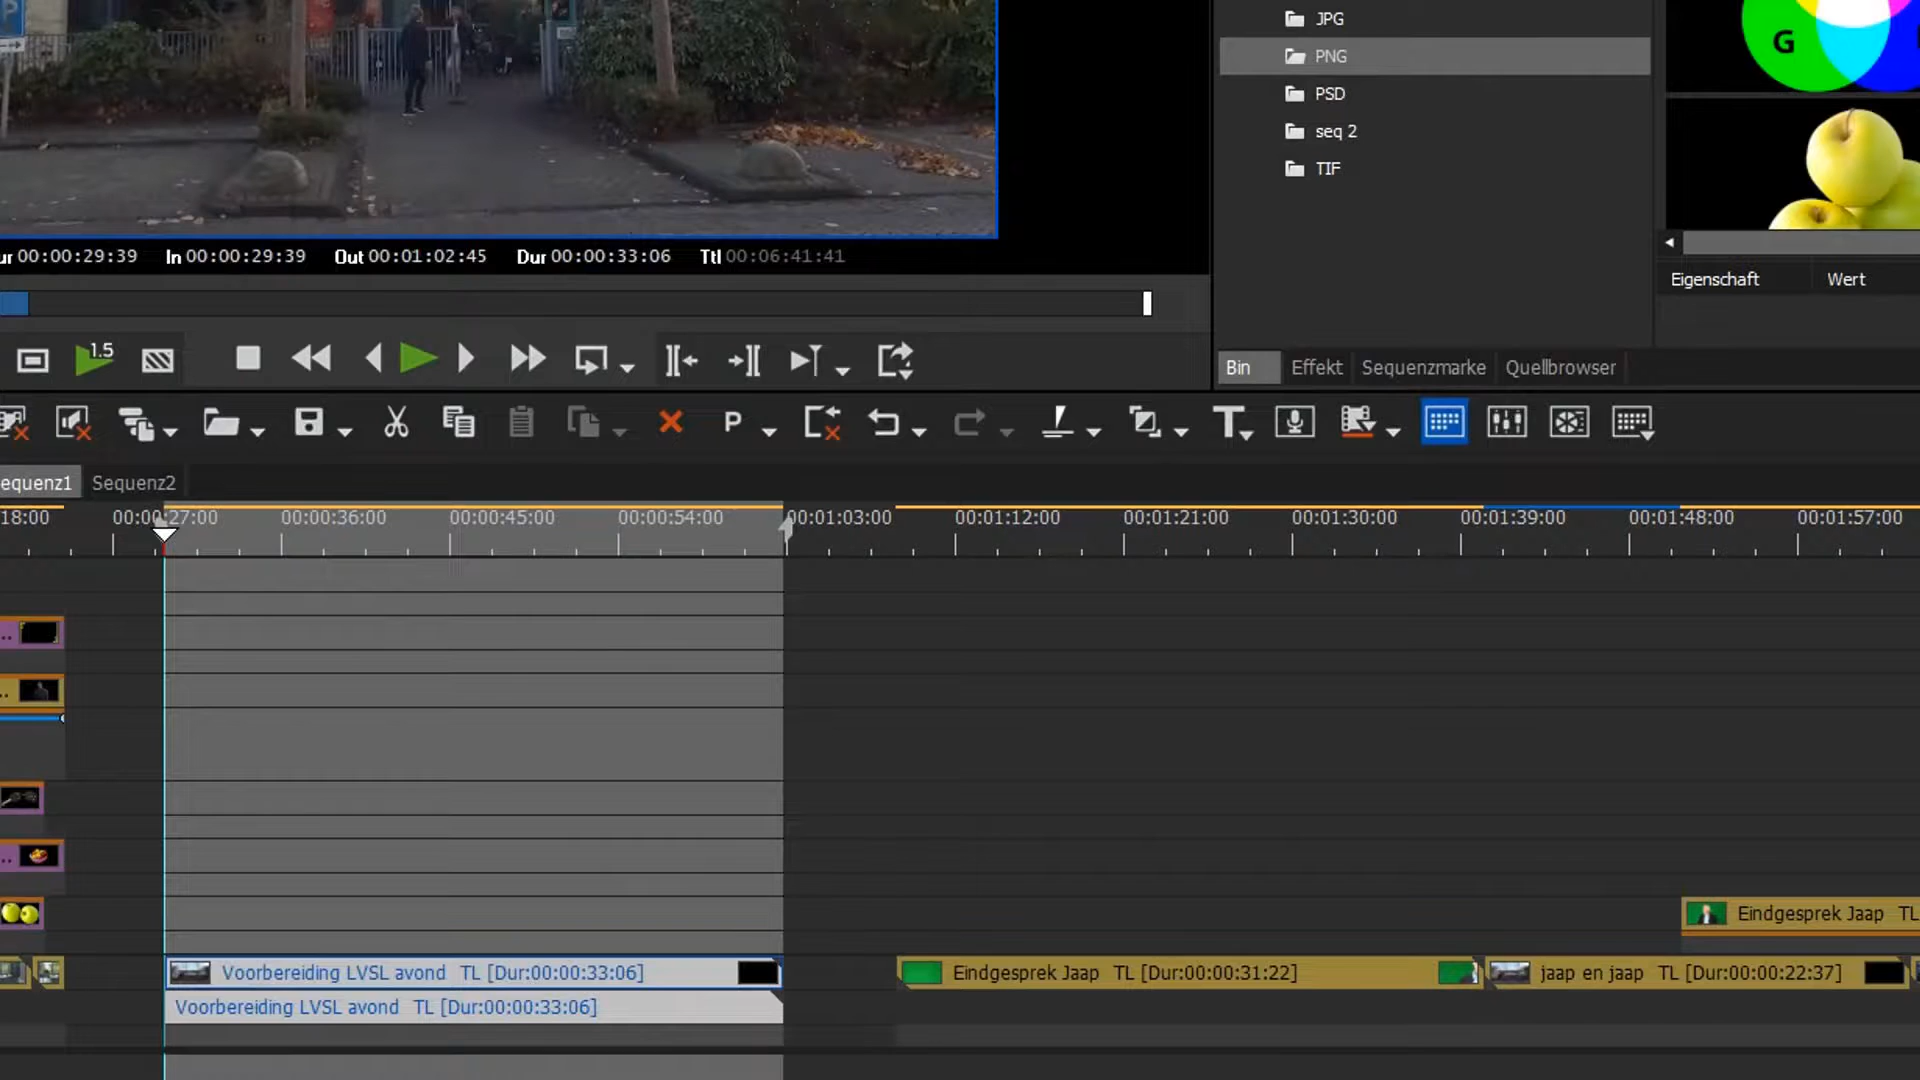 P
JPG
PNG
PSD
seq 2
TIF
G
ur 00:00:29:39 In 00:00:29:39 Out 00:01:02:45 Dur 00:00:33:06 Ttl 00:06:41:41
Eigenschaft Wert
1.5
Bin Effekt Sequenzmarke Quellbrowser
P
T
equenz1 Sequenz2
18:00 00:00:27:00 00:00:36:00 00:00:45:00 00:00:54:00 00:01:03:00 00:01:12:00 00:01:21:00 00:01:30:00 00:01:39:00 00:01:48:00 00:01:57:00
Eindgesprek Jaap TL
Voorbereiding LVSL avond TL [Dur:00:00:33:06] Eindgesprek Jaap TL [Dur:00:00:31:22] jaap en jaap TL [Dur:00:00:22:37]
Voorbereiding LVSL avond TL [Dur:00:00:33:06]